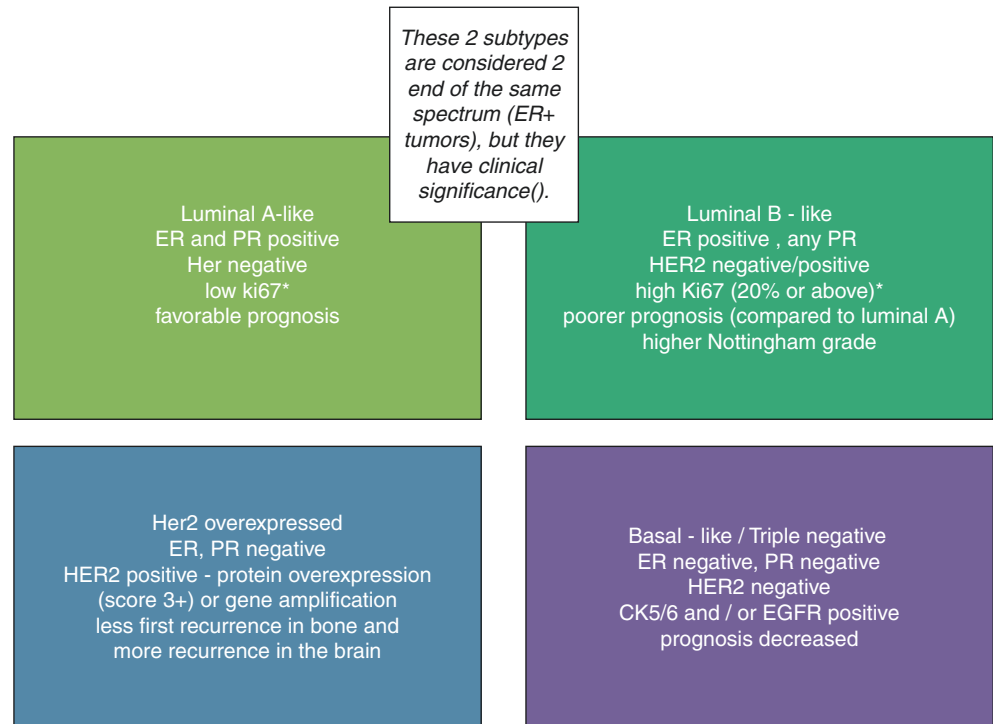 These 2 subtypes
are considered 2
end of the same
spectrum (ER+
tumors), but they
have clinical
significance().
Luminal A-like
ER and PR positive
Her negative
low ki67*
favorable prognosis
Luminal B - like
ER positive , any PR
HER2 negative/positive
high Ki67 (20% or above)*
poorer prognosis (compared to luminal A)
higher Nottingham grade
Her2 overexpressed
ER, PR negative
HER2 positive - protein overexpression
(score 3+) or gene amplification
less first recurrence in bone and
more recurrence in the brain
Basal - like / Triple negative
ER negative, PR negative
HER2 negative
CK5/6 and / or EGFR positive
prognosis decreased